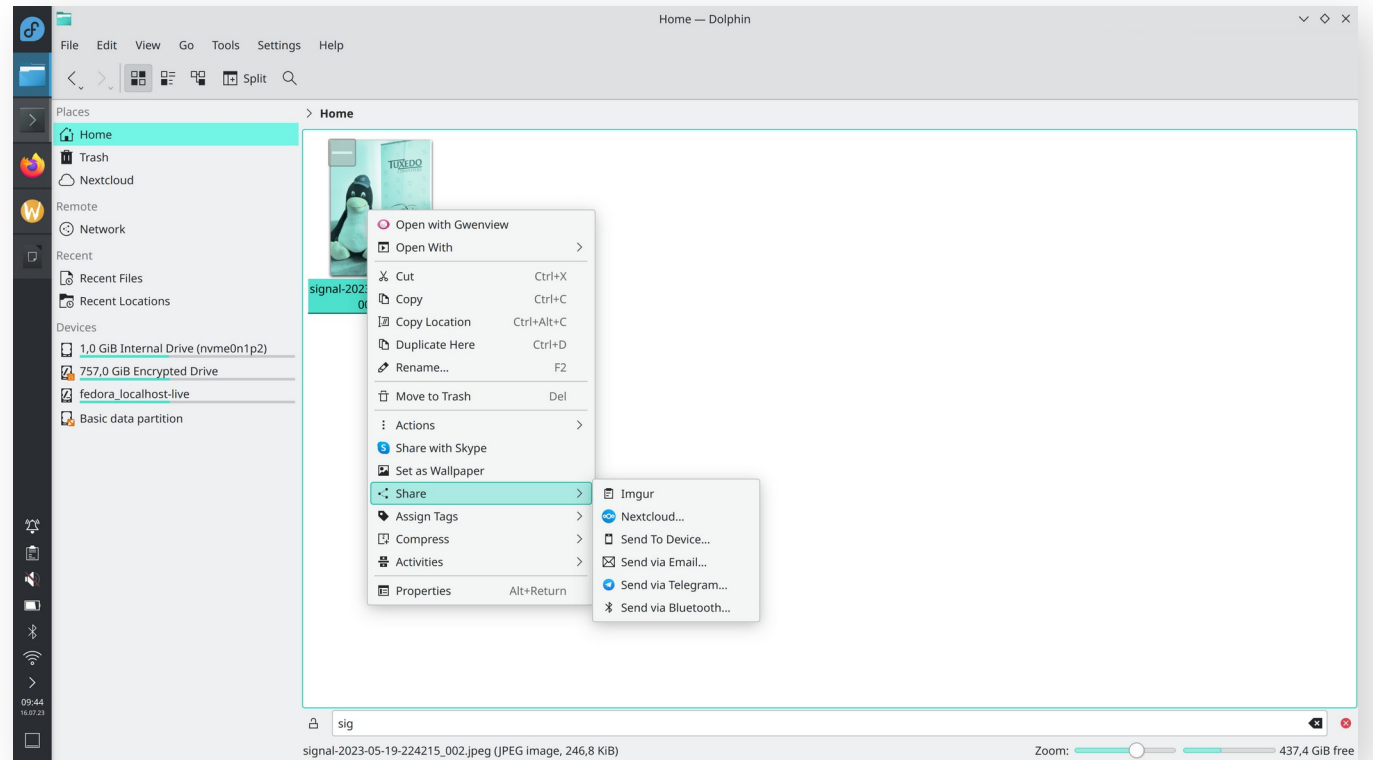 Home — Dolphin
File Edit View Go Tools Settings Help
Split
Places
Home
Trash
Nextcloud
Remote
Network
Recent
Recent Files
Recent Locations
Devices
1,0 GiB Internal Drive (nvme0n1p2)
757,0 GiB Encrypted Drive
fedora_localhost-live
Basic data partition
> Home
TUXEDO
signal-202
00
Open with Gwenview
Open With
Cut Ctrl+X
Copy Ctrl+C
Copy Location Ctrl+Alt+C
Duplicate Here Ctrl+D
Rename... F2
Move to Trash Del
Actions
Share with Skype
Set as Wallpaper
Share
Assign Tags
Compress
Activities
Properties Alt+Return
Imgur
Nextcloud...
Send To Device...
Send via Email...
Send via Telegram...
Send via Bluetooth...
09:44
16.07.23
sig
signal-2023-05-19-224215_002.jpeg (JPEG image, 246,8 KiB)
Zoom:
437,4 GiB free